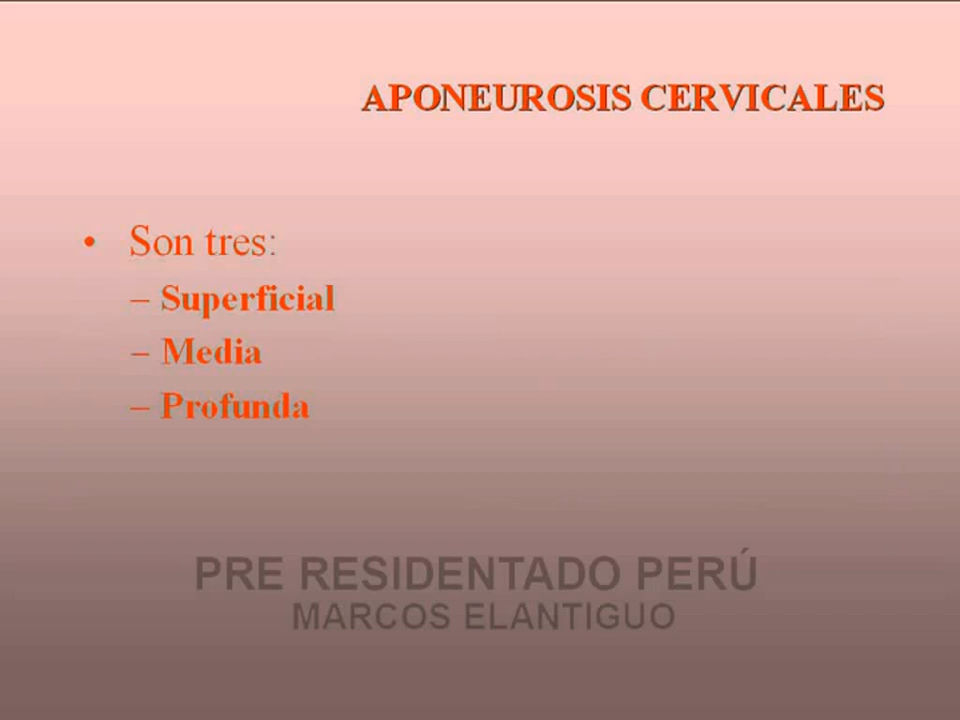 APONEUROSIS CERVICALES
• Son tres:
– Superficial
– Media
– Profunda
PRE RESIDENTADO PERÚ
MARCOS ELANTIGUO